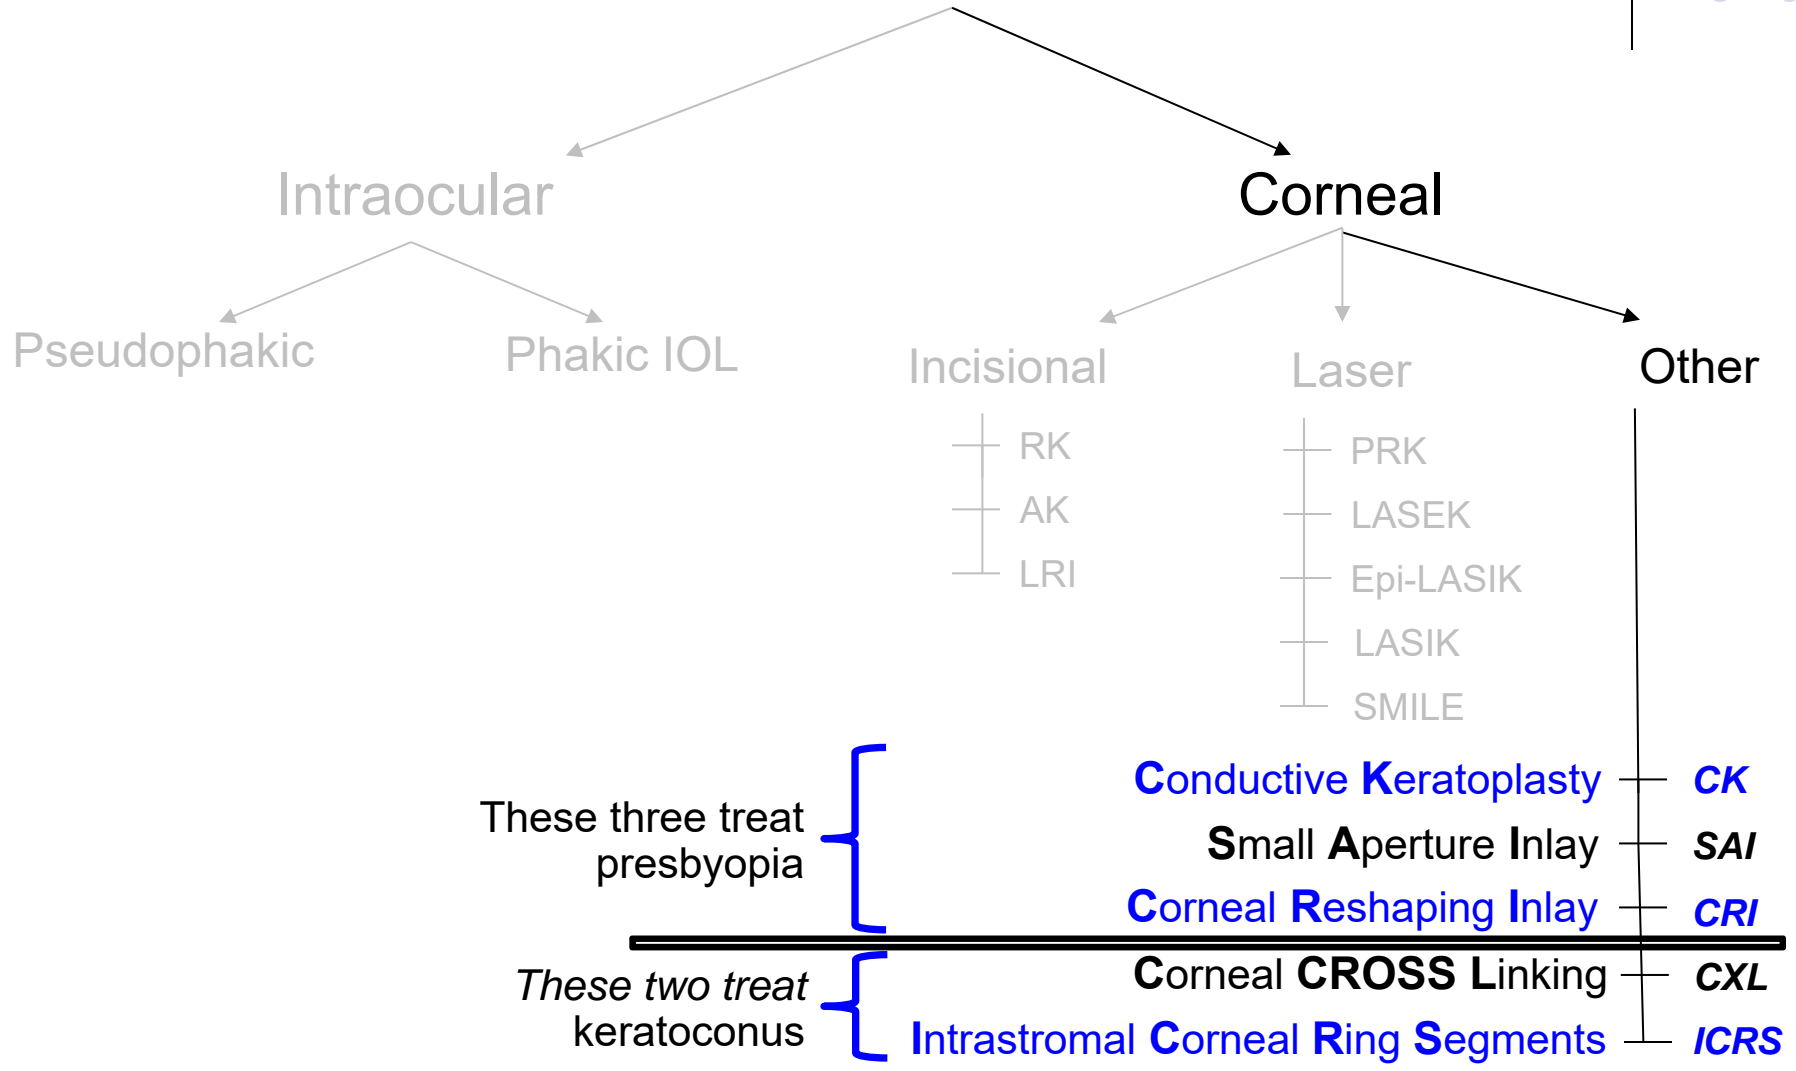 Intraocular
Corneal
Pseudophakic
Phakic IOL
Incisional
Laser
Other
RK
AK
LRI
PRK
LASEK
Epi-LASIK
LASIK
SMILE
These three treat
presbyopia
Conductive Keratoplasty
CK
Small Aperture Inlay
SAI
Corneal Reshaping Inlay
CRI
These two treat
keratoconus
Corneal CROSS Linking
CXL
Intrastromal Corneal Ring Segments
ICRS